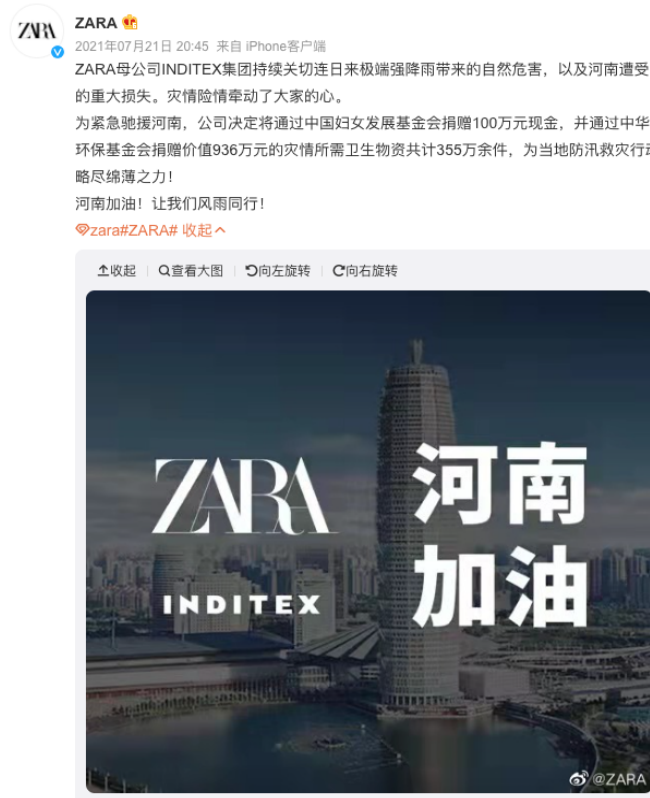 ZARA
ZARA
2021年07月21日 20:45 来自 iPhone客户端
ZARA母公司INDITEX集团持续关切连日来极端强降雨带来的自然危害，以及河南遭受
的重大损失。灾情险情牵动了大家的心。
为紧急驰援河南，公司决定将通过中国妇女发展基金会捐赠100万元现金，并通过中华
环保基金会捐赠价值936万元的灾情所需卫生物资共计355万余件，为当地防汛救灾行
略尽绵薄之力！
河南加油！让我们风雨同行！
zara#ZARA# 收起
收起 查看大图 向左旋转 向右旋转
ZARA
INDITEX
河南
加油
@ZARA